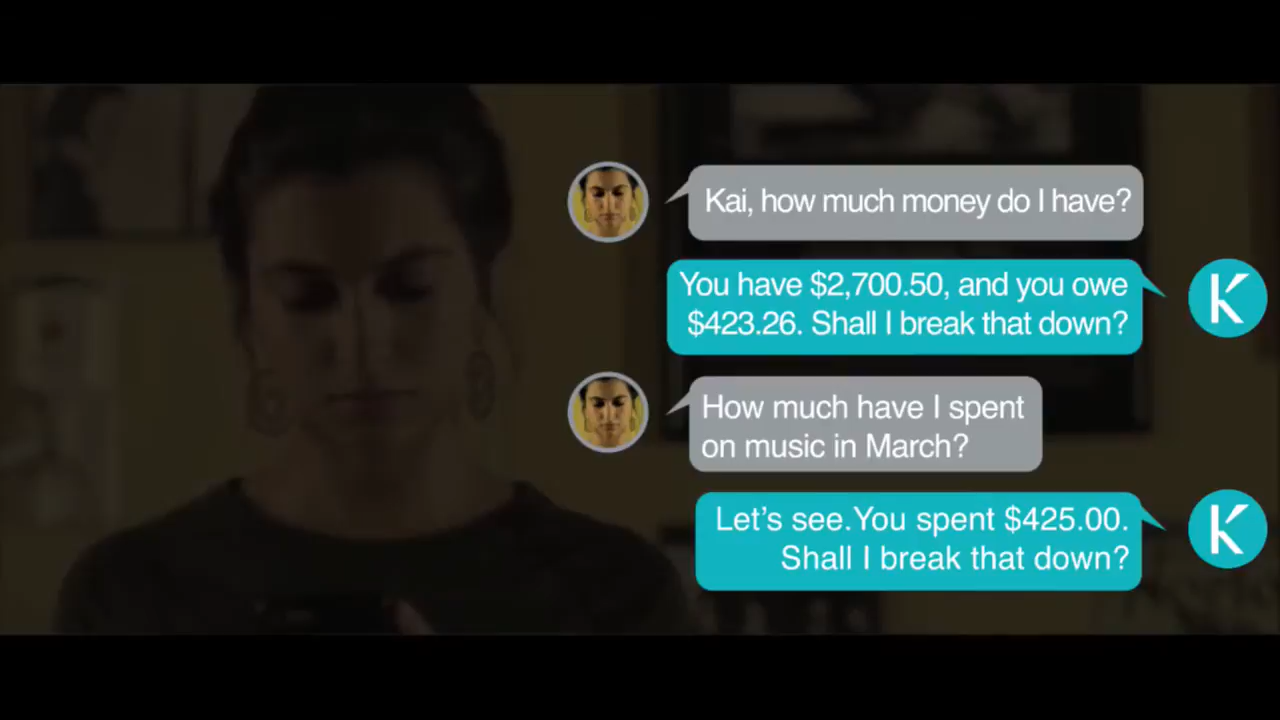 Kai, how much money do I have?
You have $2,700.50, and you owe
$423.26. Shall I break that down?
K
How much have I spent
on music in March?
Let's see.You spent $425.00.
Shall I break that down?
K